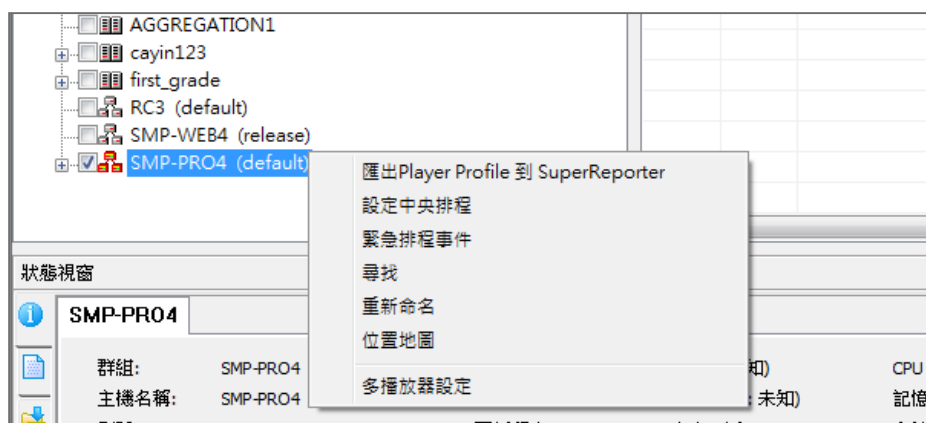 AGGREGATION1
cayin123
first_grade
RC3 (default)
SMP-WEB4 (release)
SMP-PRO4 (default)
匯出Player Profile 到 SuperReporter
設定中央排程
緊急排程事件
尋找
重新命名
位置地圖
多播放器設定
狀態視窗
SMP-PRO4
群組: SMP-PRO4 知) CPU
主機名稱: SMP-PRO4 : 未知) 記憶